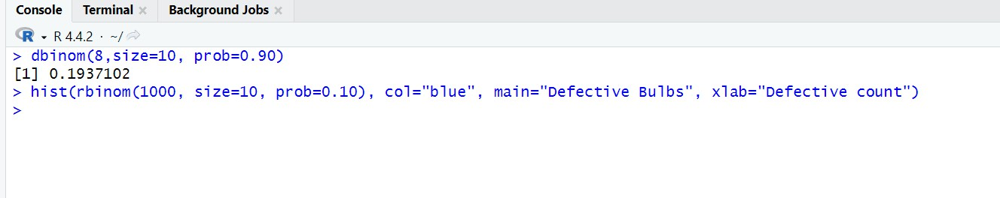 Console Terminal × Background Jobs ×
R R 4.4.2 · ~/
> dbinom(8,size=10, prob=0.90)
[1] 0.1937102
> hist(rbinom(1000, size=10, prob=0.10), col="blue", main="Defective Bulbs", xlab="Defective count")
>